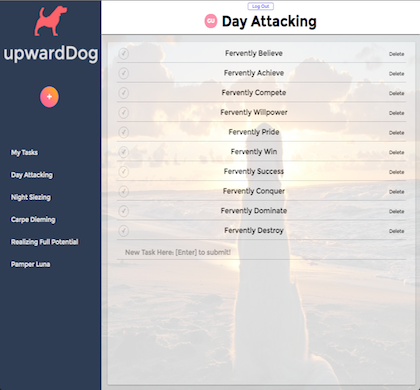 Log Out
upwardDog
Day Attacking
+
My Tasks
Day Attacking
Night Siezing
Carpe Dieming
Realizing Full Potential
Pamper Luna
Fervently Believe Delete
Fervently Achieve Delete
Fervently Compete Delete
Fervently Willpower Delete
Fervently Pride Delete
Fervently Win Delete
Fervently Success Delete
Fervently Conquer Delete
Fervently Dominate Delete
Fervently Destroy Delete
New Task Here: [Enter] to submit!